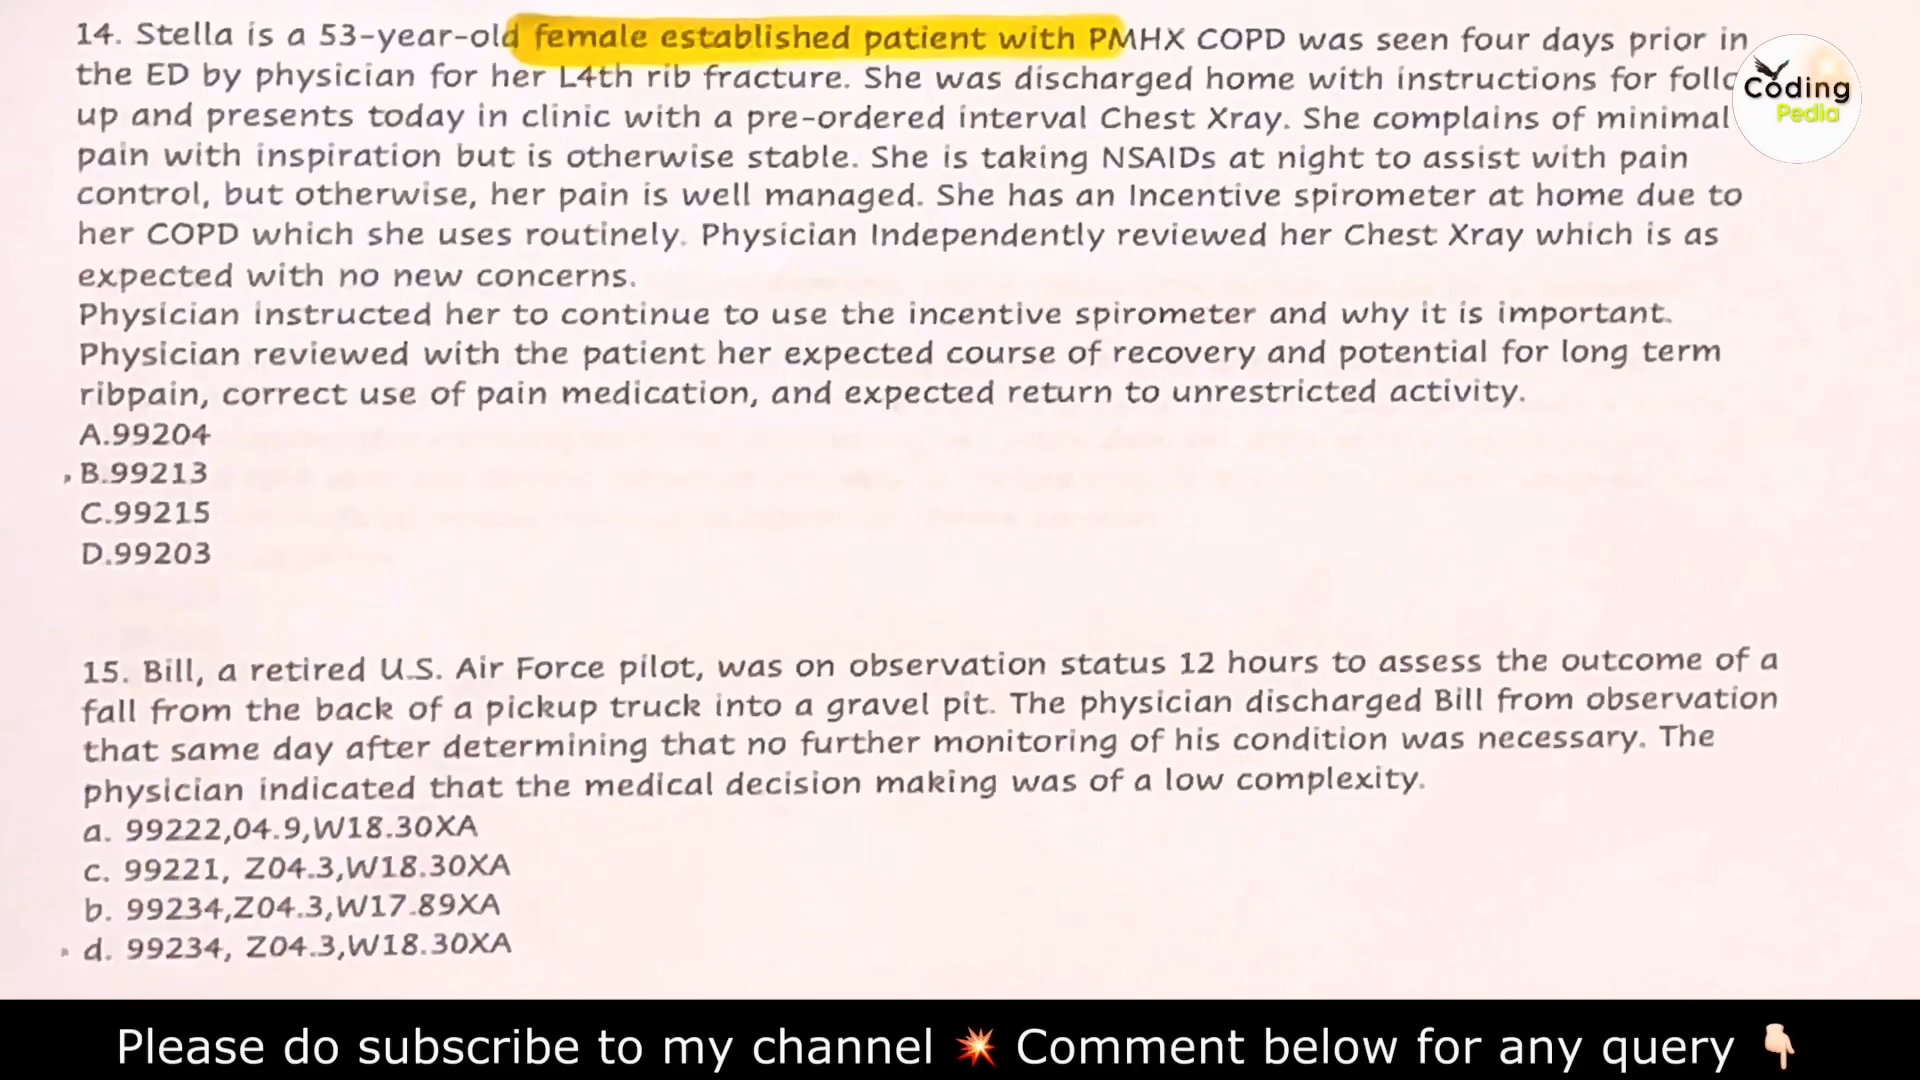 14. Stella is a 53-year-old female established patient with PMHX COPD was seen four days prior in
the ED by physician for her L4th rib fracture. She was discharged home with instructions for follo
up and presents today in clinic with a pre-ordered interval Chest Xray. She complains of minimal
pain with inspiration but is otherwise stable. She is taking NSAIDs at night to assist with pain
control, but otherwise, her pain is well managed. She has an Incentive spirometer at home due to
her COPD which she uses routinely. Physician Independently reviewed her Chest Xray which is as
expected with no new concerns.
Physician instructed her to continue to use the incentive spirometer and why it is important.
Physician reviewed with the patient her expected course of recovery and potential for long term
ribpain, correct use of pain medication, and expected return to unrestricted activity.
A.99204
B.99213
C.99215
D.99203
15. Bill, a retired U.S. Air Force pilot, was on observation status 12 hours to assess the outcome of a
fall from the back of a pickup truck into a gravel pit. The physician discharged Bill from observation
that same day after determining that no further monitoring of his condition was necessary. The
physician indicated that the medical decision making was of a low complexity.
a. 99222,04.9,W18.30XA
c. 99221, Z04.3,W18.30XA
b. 99234,Z04.3,W17.89XA
d. 99234, Z04.3,W18.30XA
Coding
Pedia
Please do subscribe to my channel 💥 Comment below for any query 👇🏻